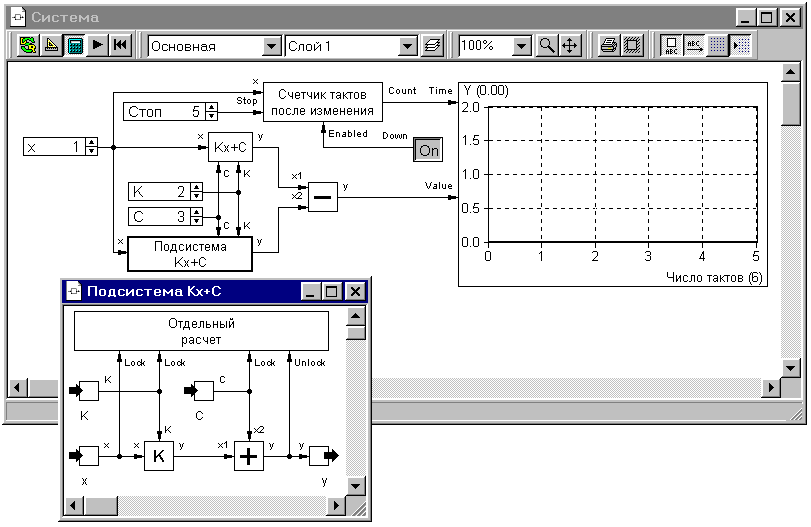 Система
Основная
Слой 1
100%
ABC
ABC
x
Stop
Стоп 5
Счетчик тактов
после изменения
Count
Time
Enabled
Down
On
x 1
x
Kx+C
y
C
K
K 2
C 3
C
K
x
Подсистема
Kx+C
y
x1
x2
y
Value
Y (0.00)
2.0
1.5
1.0
0.5
0.0
0 1 2 3 4 5
Число тактов (6)
Подсистема Kx+C
Отдельный
расчет
Lock
Lock
Lock
Unlock
K
K
C
C
K
x2
x
x
x
K
y
x1
y
y
y